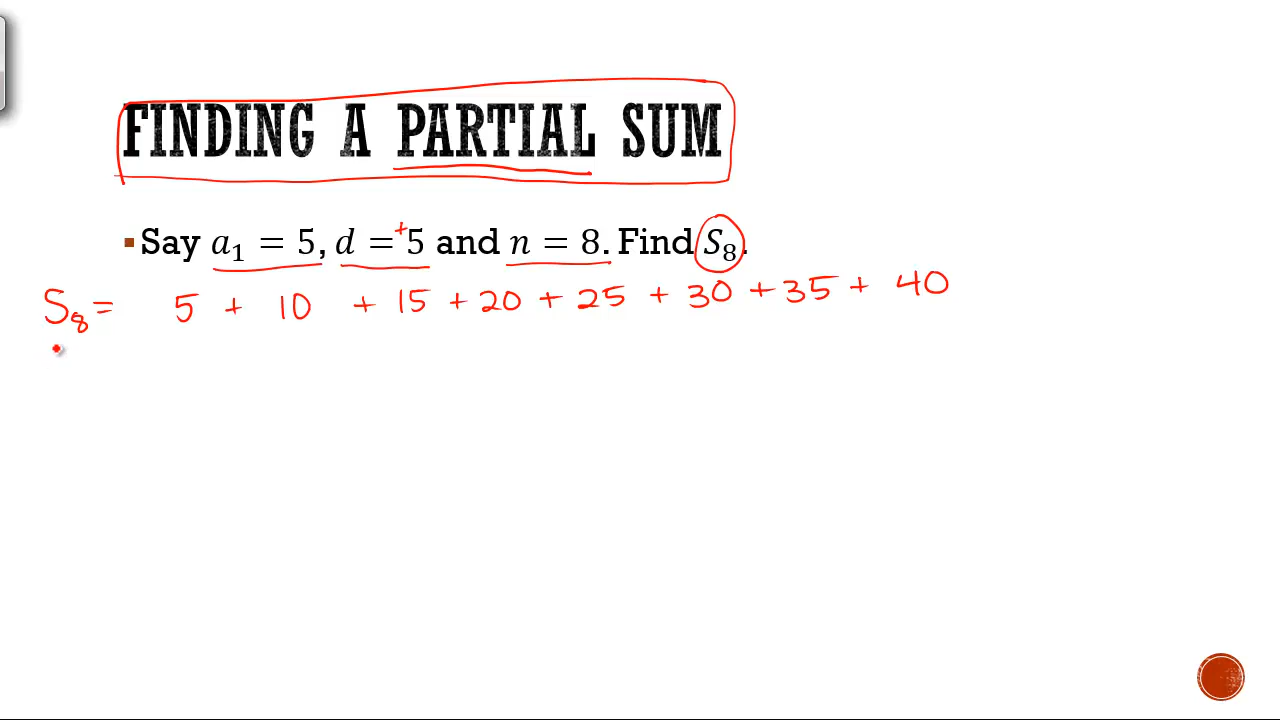 FINDING A PARTIAL SUM
▪ Say a₁ = 5, d = +5 and n = 8. Find S₈.
S₈ = 5 + 10 + 15 + 20 + 25 + 30 + 35 + 40